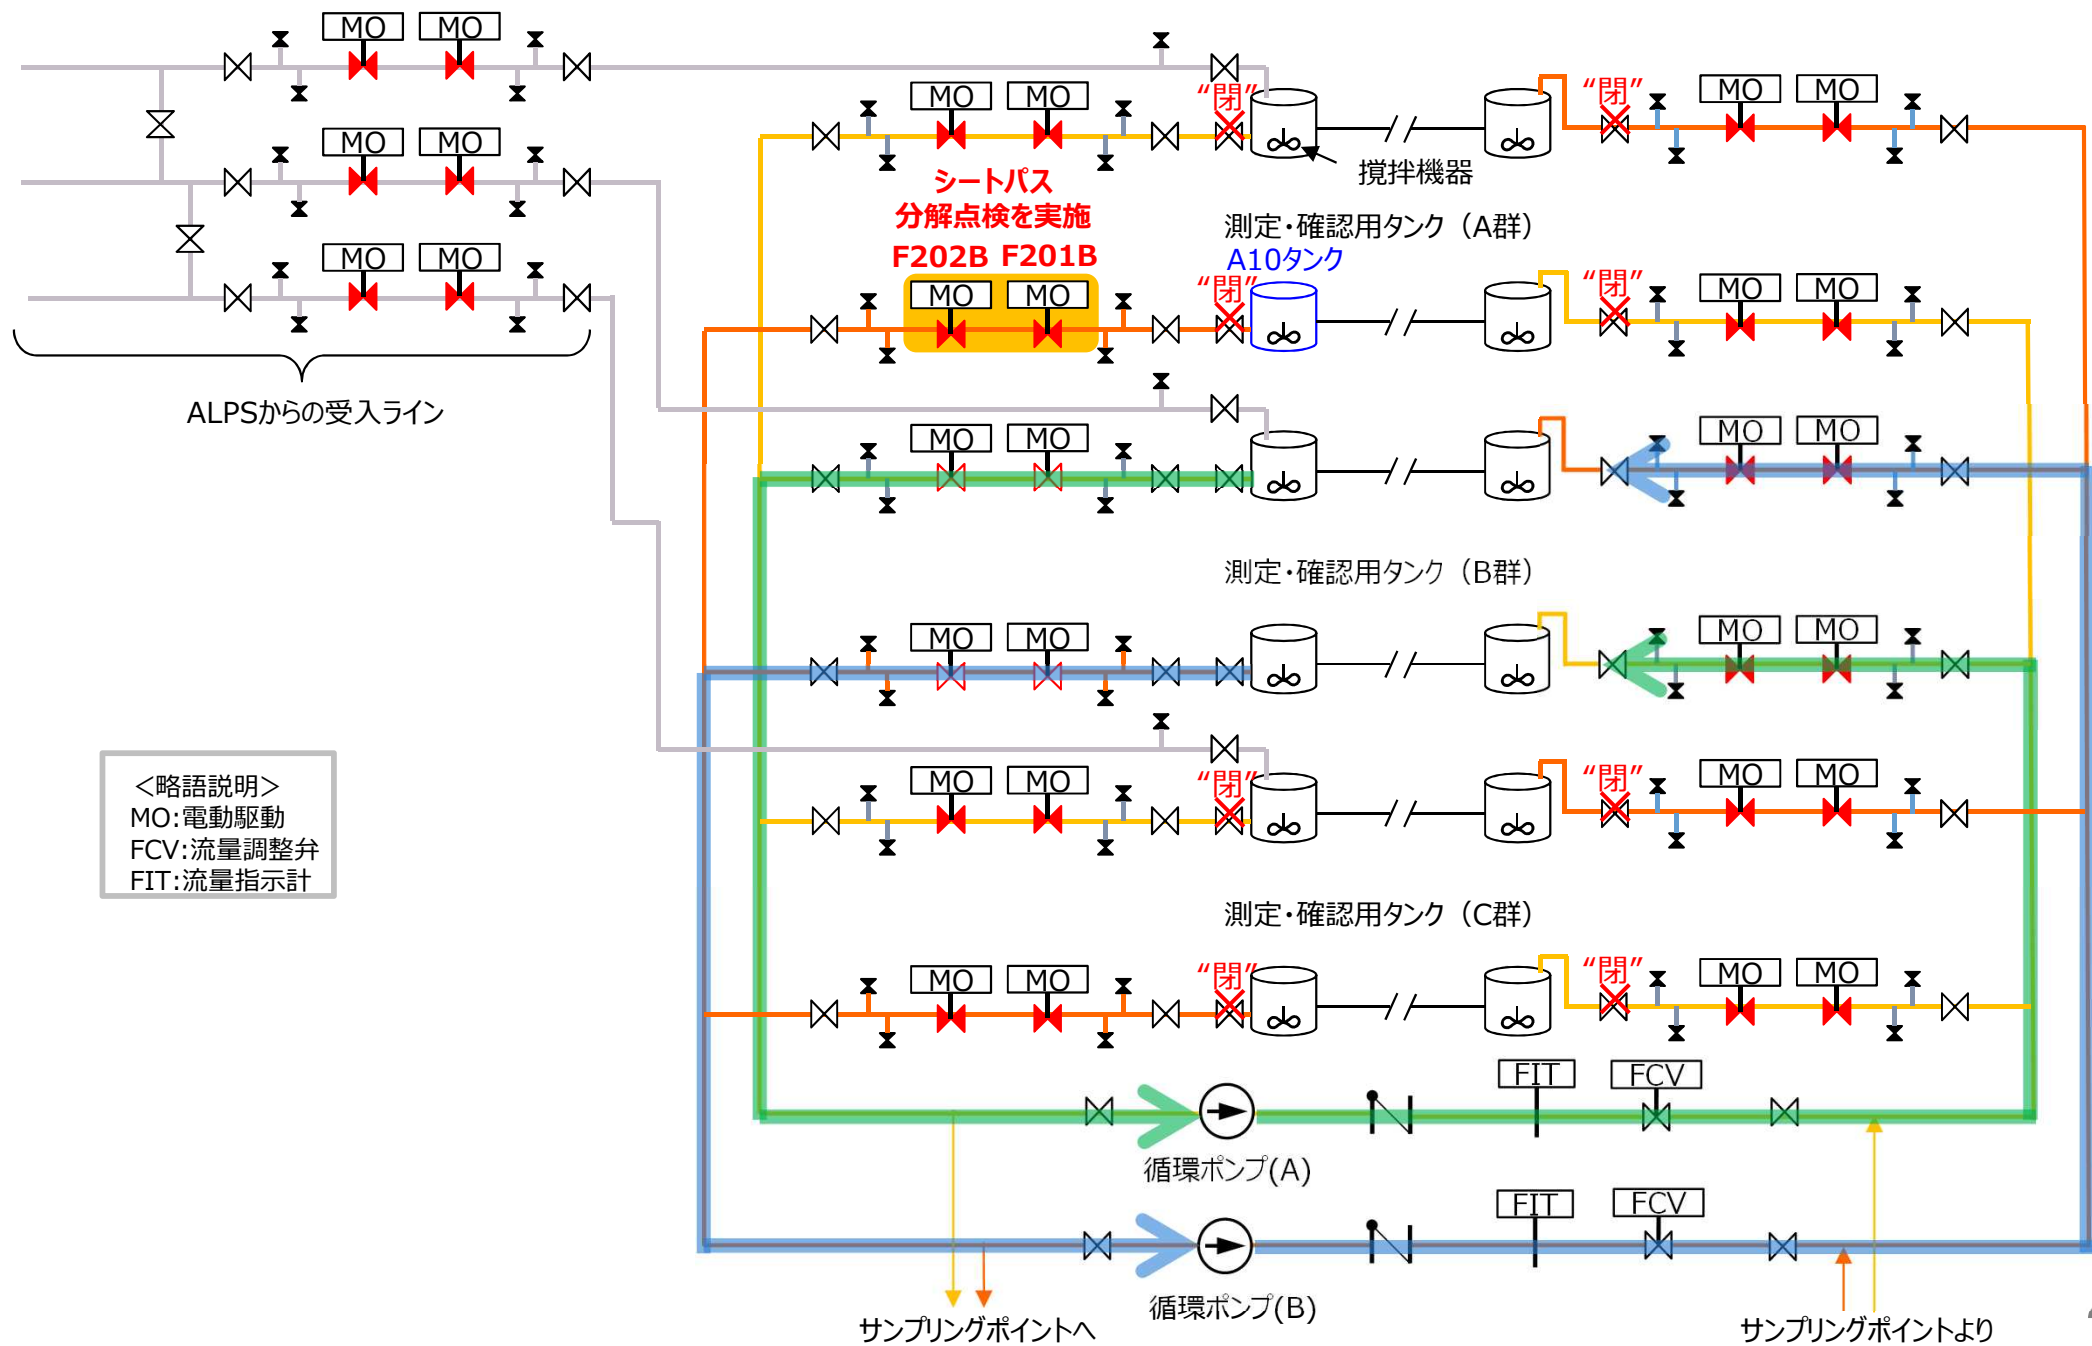 MO MO
MO MO
MO MO
ALPSからの受入ライン
<略語説明>
MO:電動駆動
FCV:流量調整弁
FIT:流量指示計
MO MO “閉” “閉” MO MO
撹拌機器
シートパス
分解点検を実施
F202B F201B
測定・確認用タンク（A群）
A10タンク
MO MO “閉” “閉” MO MO
MO MO MO MO
測定・確認用タンク（B群）
MO MO MO MO
MO MO “閉” “閉” MO MO
測定・確認用タンク（C群）
MO MO “閉” “閉” MO MO
FIT FCV
循環ポンプ(A)
FIT FCV
循環ポンプ(B)
サンプリングポイントへ
サンプリングポイントより